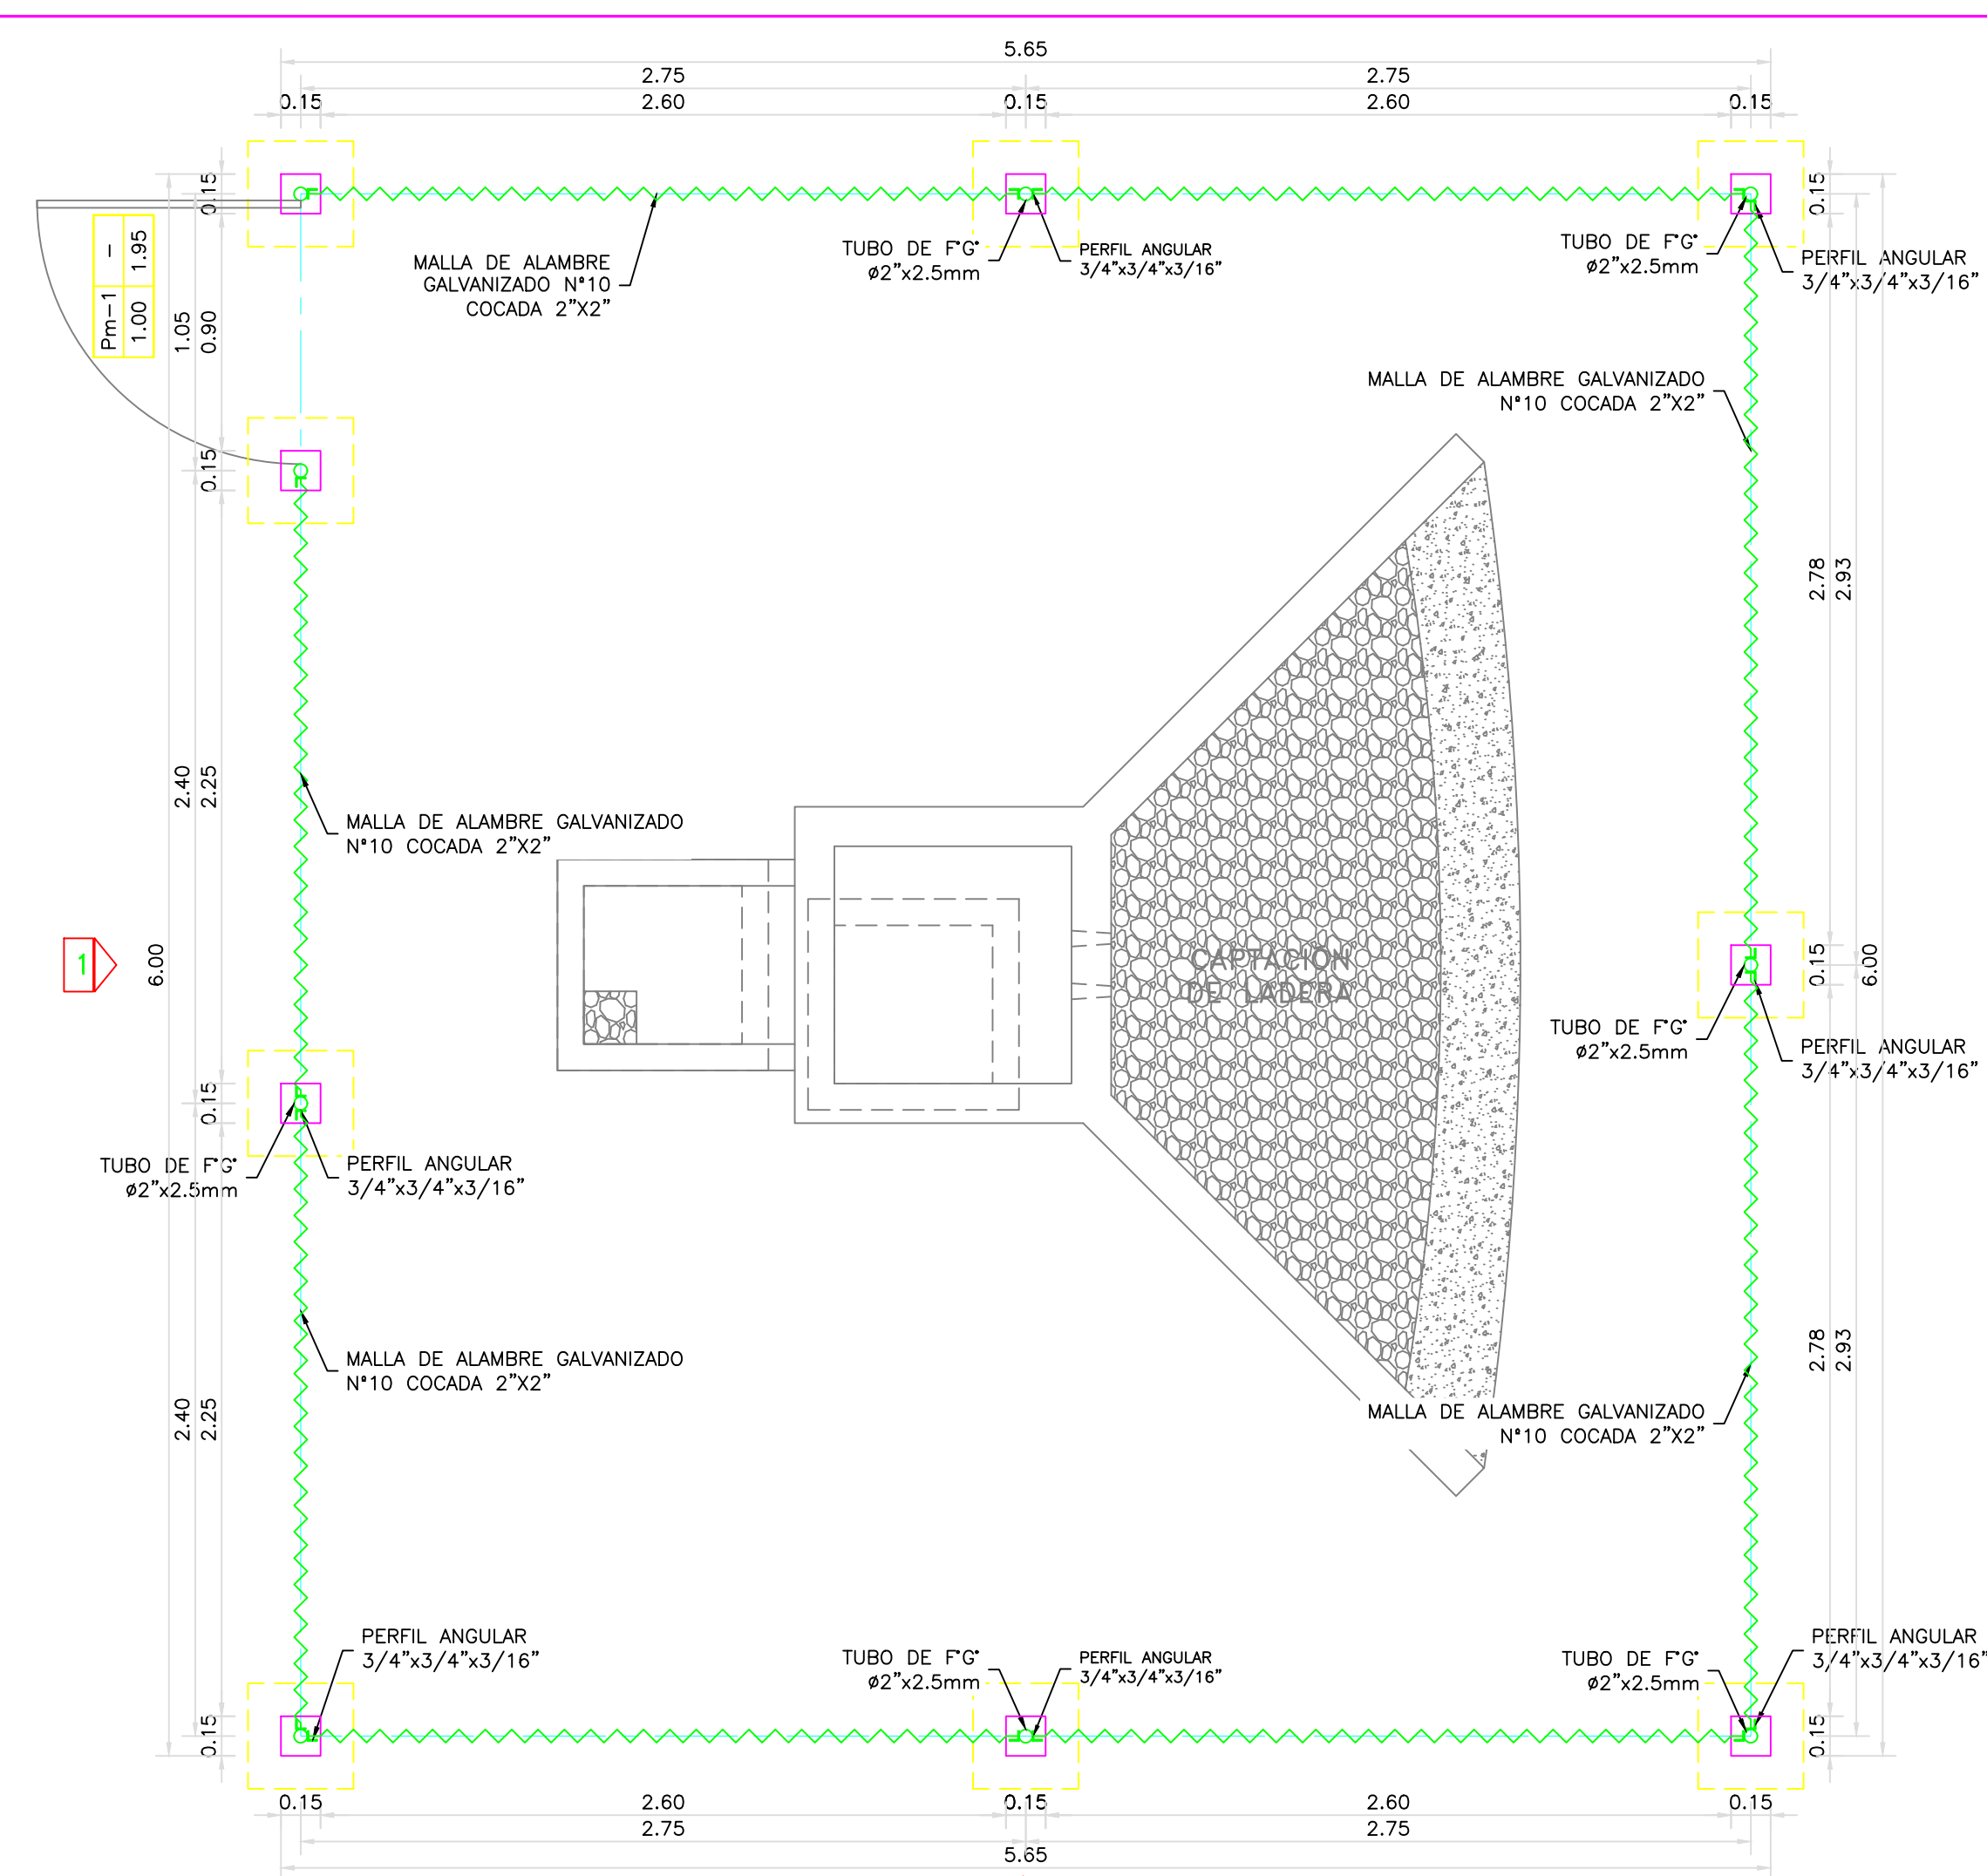 5.65
2.75
2.75
0.15
2.60
0.15
2.60
0.15
0.15
0.15
Pm-1
-
1.00
1.95
1.05
0.90
MALLA DE ALAMBRE
GALVANIZADO Nº10
COCADA 2"X2"
TUBO DE F°G°
ø2"x2.5mm
PERFIL ANGULAR
3/4"x3/4"x3/16"
TUBO DE F°G°
ø2"x2.5mm
PERFIL ANGULAR
3/4"x3/4"x3/16"
MALLA DE ALAMBRE GALVANIZADO
Nº10 COCADA 2"X2"
0.15
2.78
2.93
2.40
2.25
MALLA DE ALAMBRE GALVANIZADO
Nº10 COCADA 2"X2"
1
6.00
CAPTACION
DE LADERA
0.15
6.00
TUBO DE F°G°
ø2"x2.5mm
PERFIL ANGULAR
3/4"x3/4"x3/16"
0.15
TUBO DE F°G°
ø2"x2.5mm
PERFIL ANGULAR
3/4"x3/4"x3/16"
MALLA DE ALAMBRE GALVANIZADO
Nº10 COCADA 2"X2"
2.78
2.93
2.40
2.25
MALLA DE ALAMBRE GALVANIZADO
Nº10 COCADA 2"X2"
PERFIL ANGULAR
3/4"x3/4"x3/16"
TUBO DE F°G°
ø2"x2.5mm
PERFIL ANGULAR
3/4"x3/4"x3/16"
TUBO DE F°G°
ø2"x2.5mm
PERFIL ANGULAR
3/4"x3/4"x3/16"
0.15
0.15
0.15
2.60
0.15
2.60
0.15
2.75
2.75
5.65